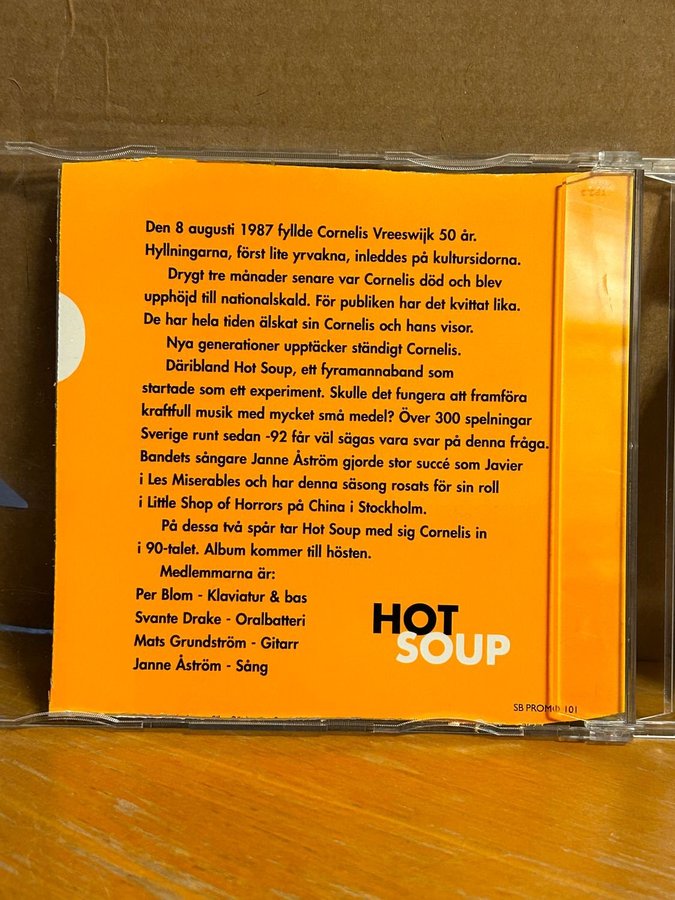 Den 8 augusti 1987 fyllde Cornelis Vreeswijk 50 år.
Hyllningarna, först lite yrvakna, inleddes på kultursidorna.
Drygt tre månader senare var Cornelis död och blev
upphöjd till nationalskald. För publiken har det kvittat lika.
De har hela tiden älskat sin Cornelis och hans visor.
Nya generationer upptäcker ständigt Cornelis.
Däribland Hot Soup, ett fyramannaband som
startade som ett experiment. Skulle det fungera att framföra
kraftfull musik med mycket små medel? Över 300 spelningar
Sverige runt sedan -92 får väl sägas vara svar på denna fråga.
Bandets sångare Janne Åström gjorde stor succé som Javier
i Les Miserables och har denna säsong rosats för sin roll
i Little Shop of Horrors på China i Stockholm.
På dessa två spår tar Hot Soup med sig Cornelis in
i 90-talet. Album kommer till hösten.
Medlemmarna är:
Per Blom - Klaviatur & bas
Svante Drake - Oralbatteri
Mats Grundström - Gitarr
Janne Åström - Sång
HOT
SOUP
SB PROMO 101